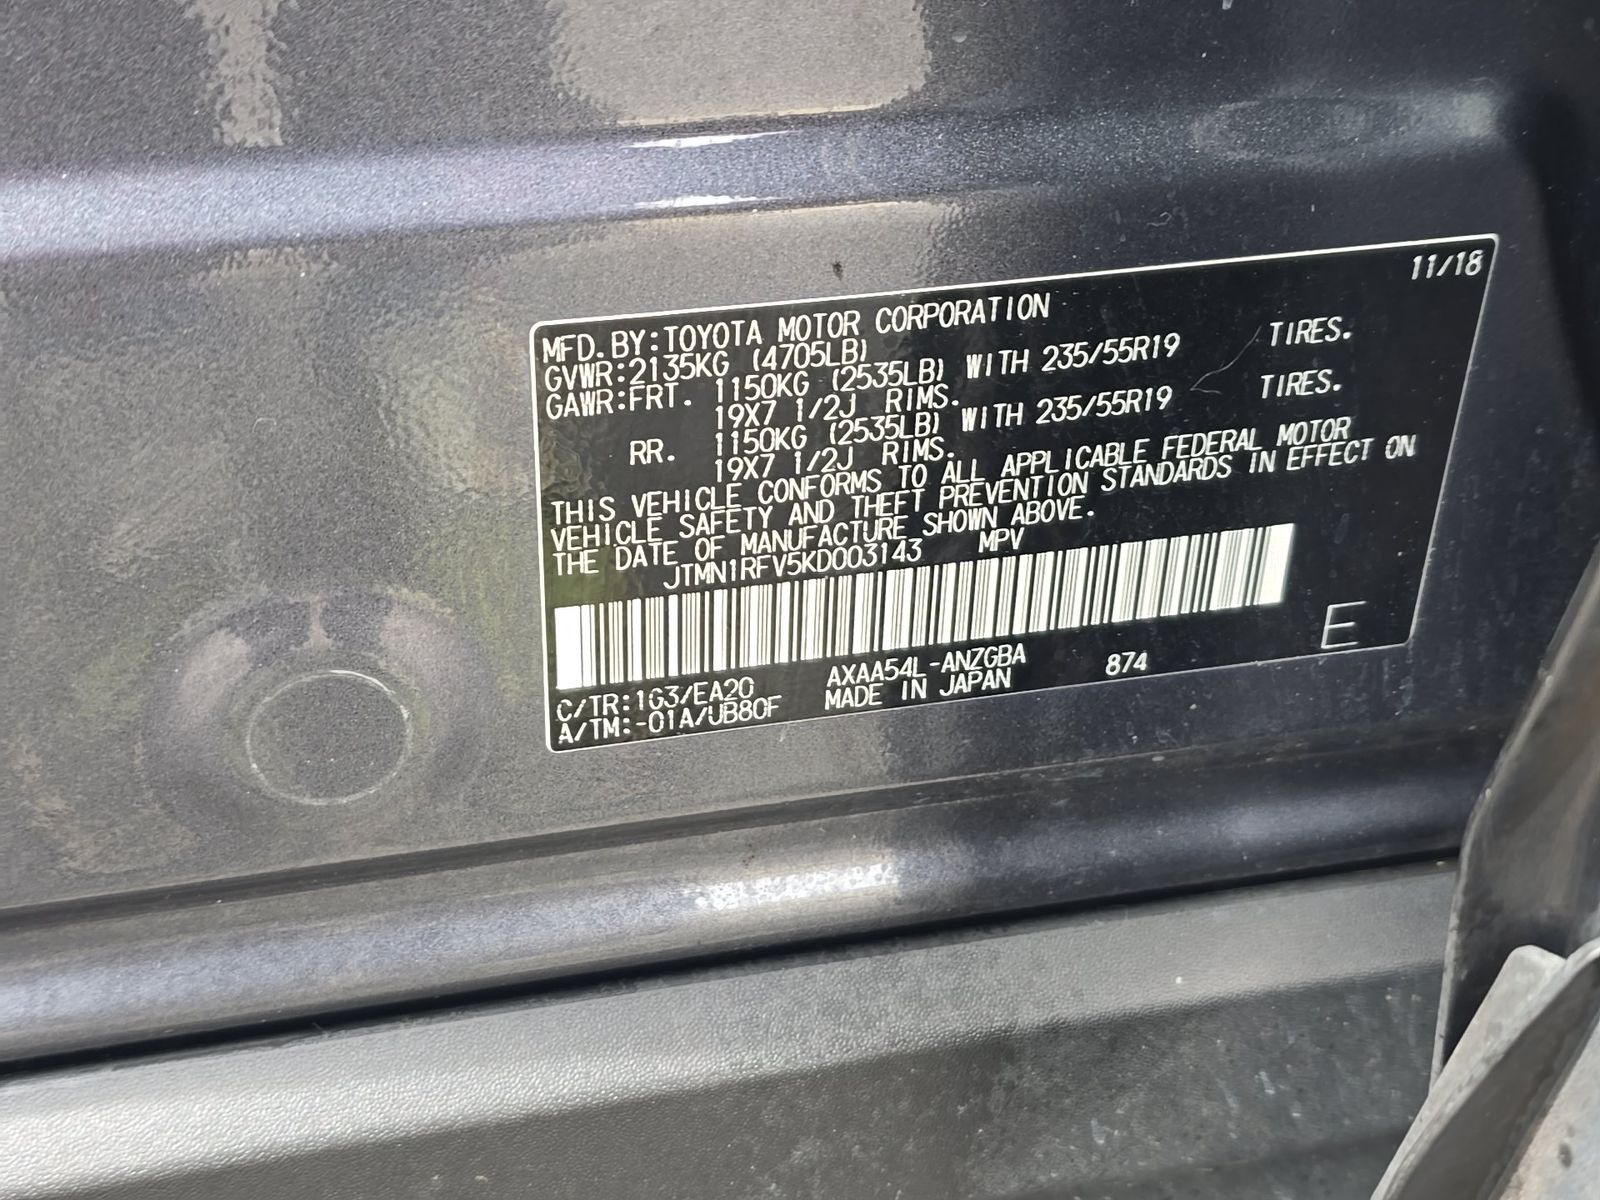 11/18
MFD.BY:TOYOTA MOTOR CORPORATION
GVWR:2135KG (4705LB)
GAWR:FRT. 1150KG (2535LB) WITH 235/55R19 TIRES.
19X7 1/2J RIMS.
RR. 1150KG (2535LB) WITH 235/55R19 TIRES.
19X7 1/2J RIMS.
THIS VEHICLE CONFORMS TO ALL APPLICABLE FEDERAL MOTOR
VEHICLE SAFETY AND THEFT PREVENTION STANDARDS IN EFFECT ON
THE DATE OF MANUFACTURE SHOWN ABOVE.
JTMN1RFV5KD003143 MPV
E
C/TR:1G3/EA20 AXAA54L-ANZGBA 874
A/TM:-01A/UB80F MADE IN JAPAN